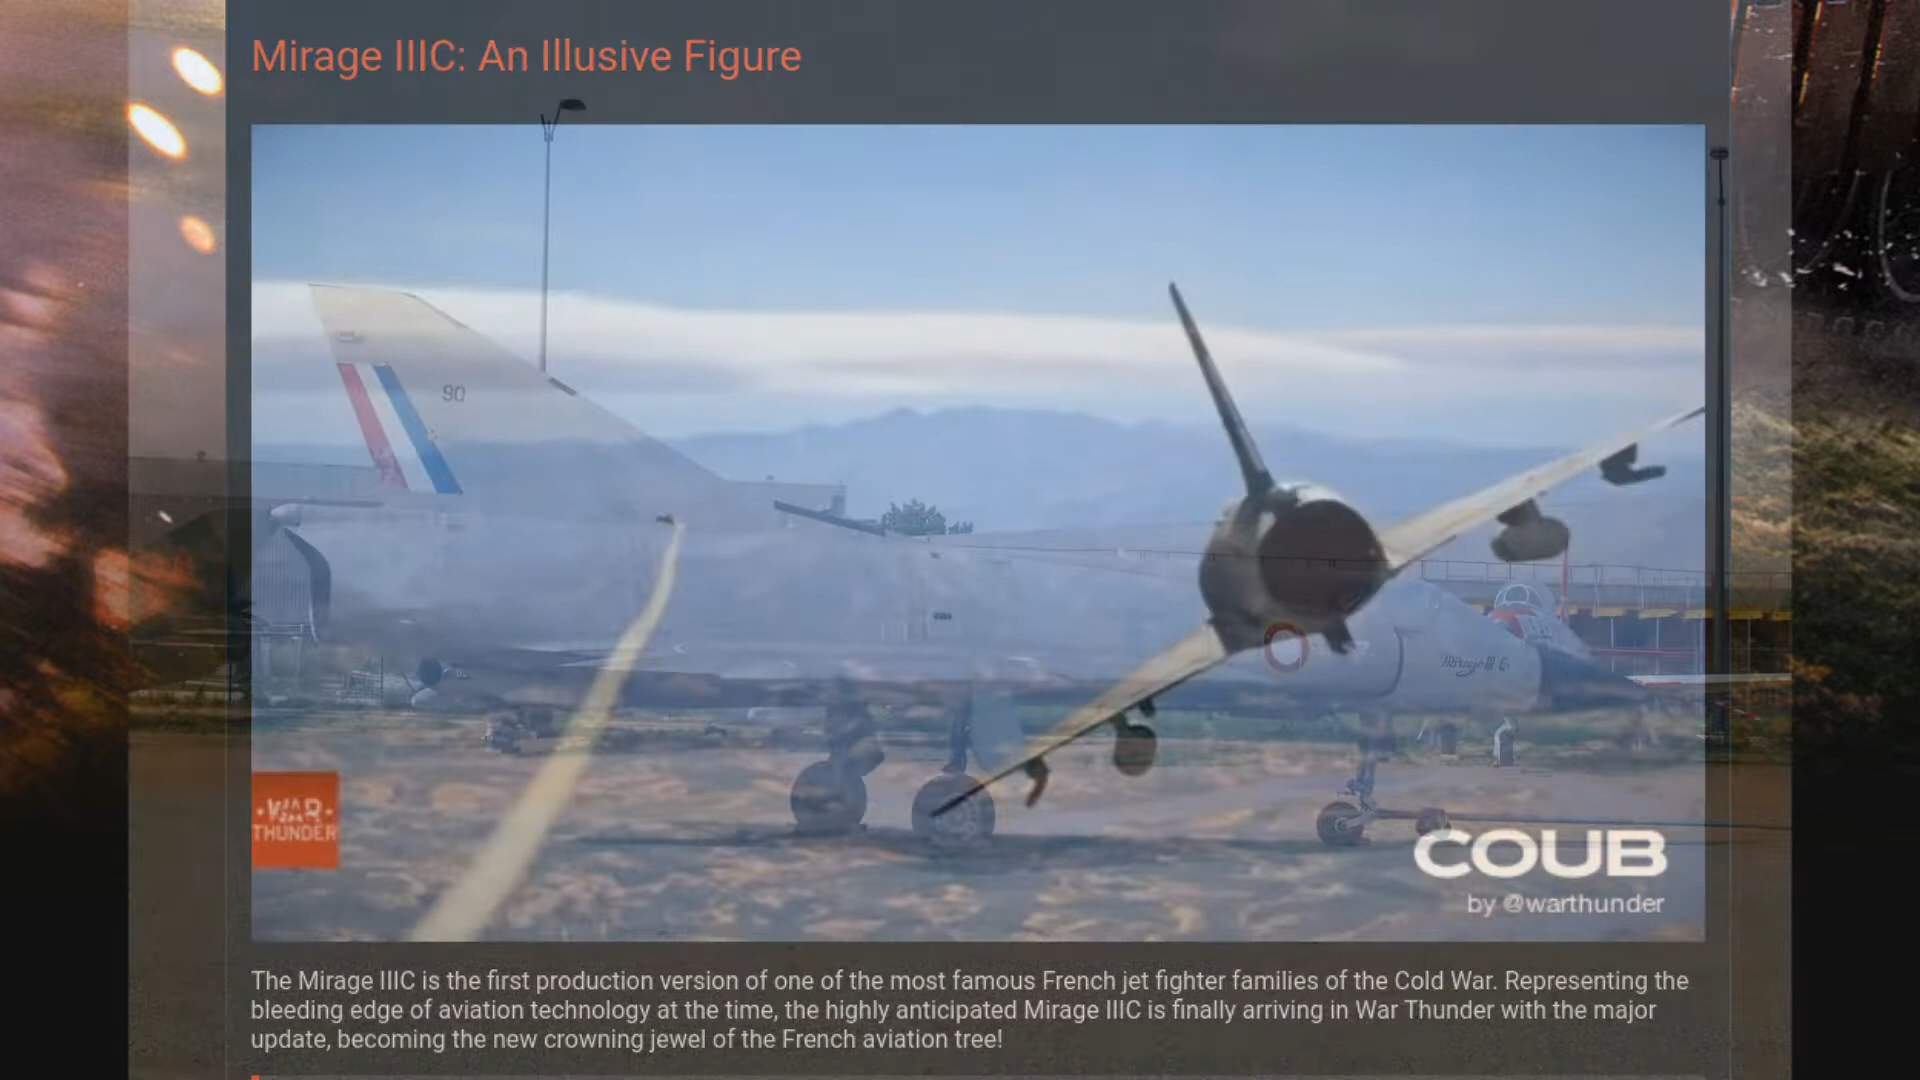 Mirage IIIC: An Illusive Figure
90
Mirage III C
WAR
THUNDER
COUB
by @warthunder
The Mirage IIIC is the first production version of one of the most famous French jet fighter families of the Cold War. Representing the
bleeding edge of aviation technology at the time, the highly anticipated Mirage IIIC is finally arriving in War Thunder with the major
update, becoming the new crowning jewel of the French aviation tree!